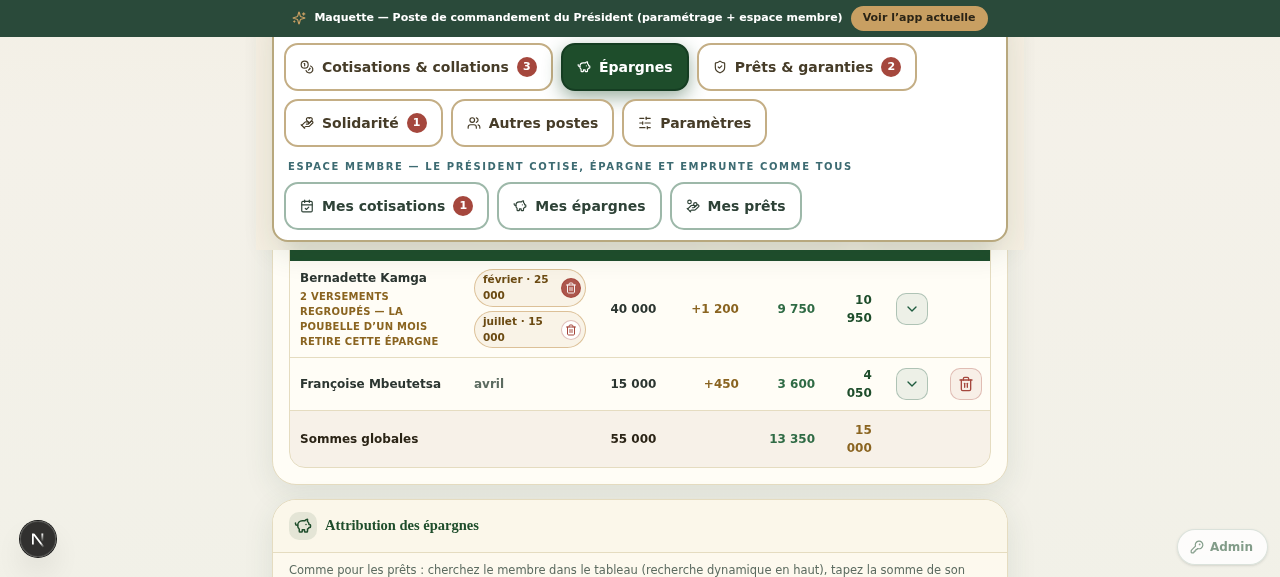 Maquette — Poste de commandement du Président (paramétrage + espace membre) Voir l’app actuelle
Cotisations & collations 3 Épargnes Prêts & garanties 2
Solidarité 1 Autres postes Paramètres
ESPACE MEMBRE — LE PRÉSIDENT COTISE, ÉPARGNE ET EMPRUNTE COMME TOUS
Mes cotisations 1 Mes épargnes Mes prêts
Bernadette Kamga
2 VERSEMENTS
REGROUPÉS — LA
POUBELLE D’UN MOIS
RETIRE CETTE ÉPARGNE
février · 25
000
juillet · 15
000
40 000 +1 200 9 750 10
950
Françoise Mbeutetsa avril 15 000 +450 3 600 4
050
Sommes globales 55 000 13 350 15
000
Attribution des épargnes
Comme pour les prêts : cherchez le membre dans le tableau (recherche dynamique en haut), tapez la somme de son
N
Admin